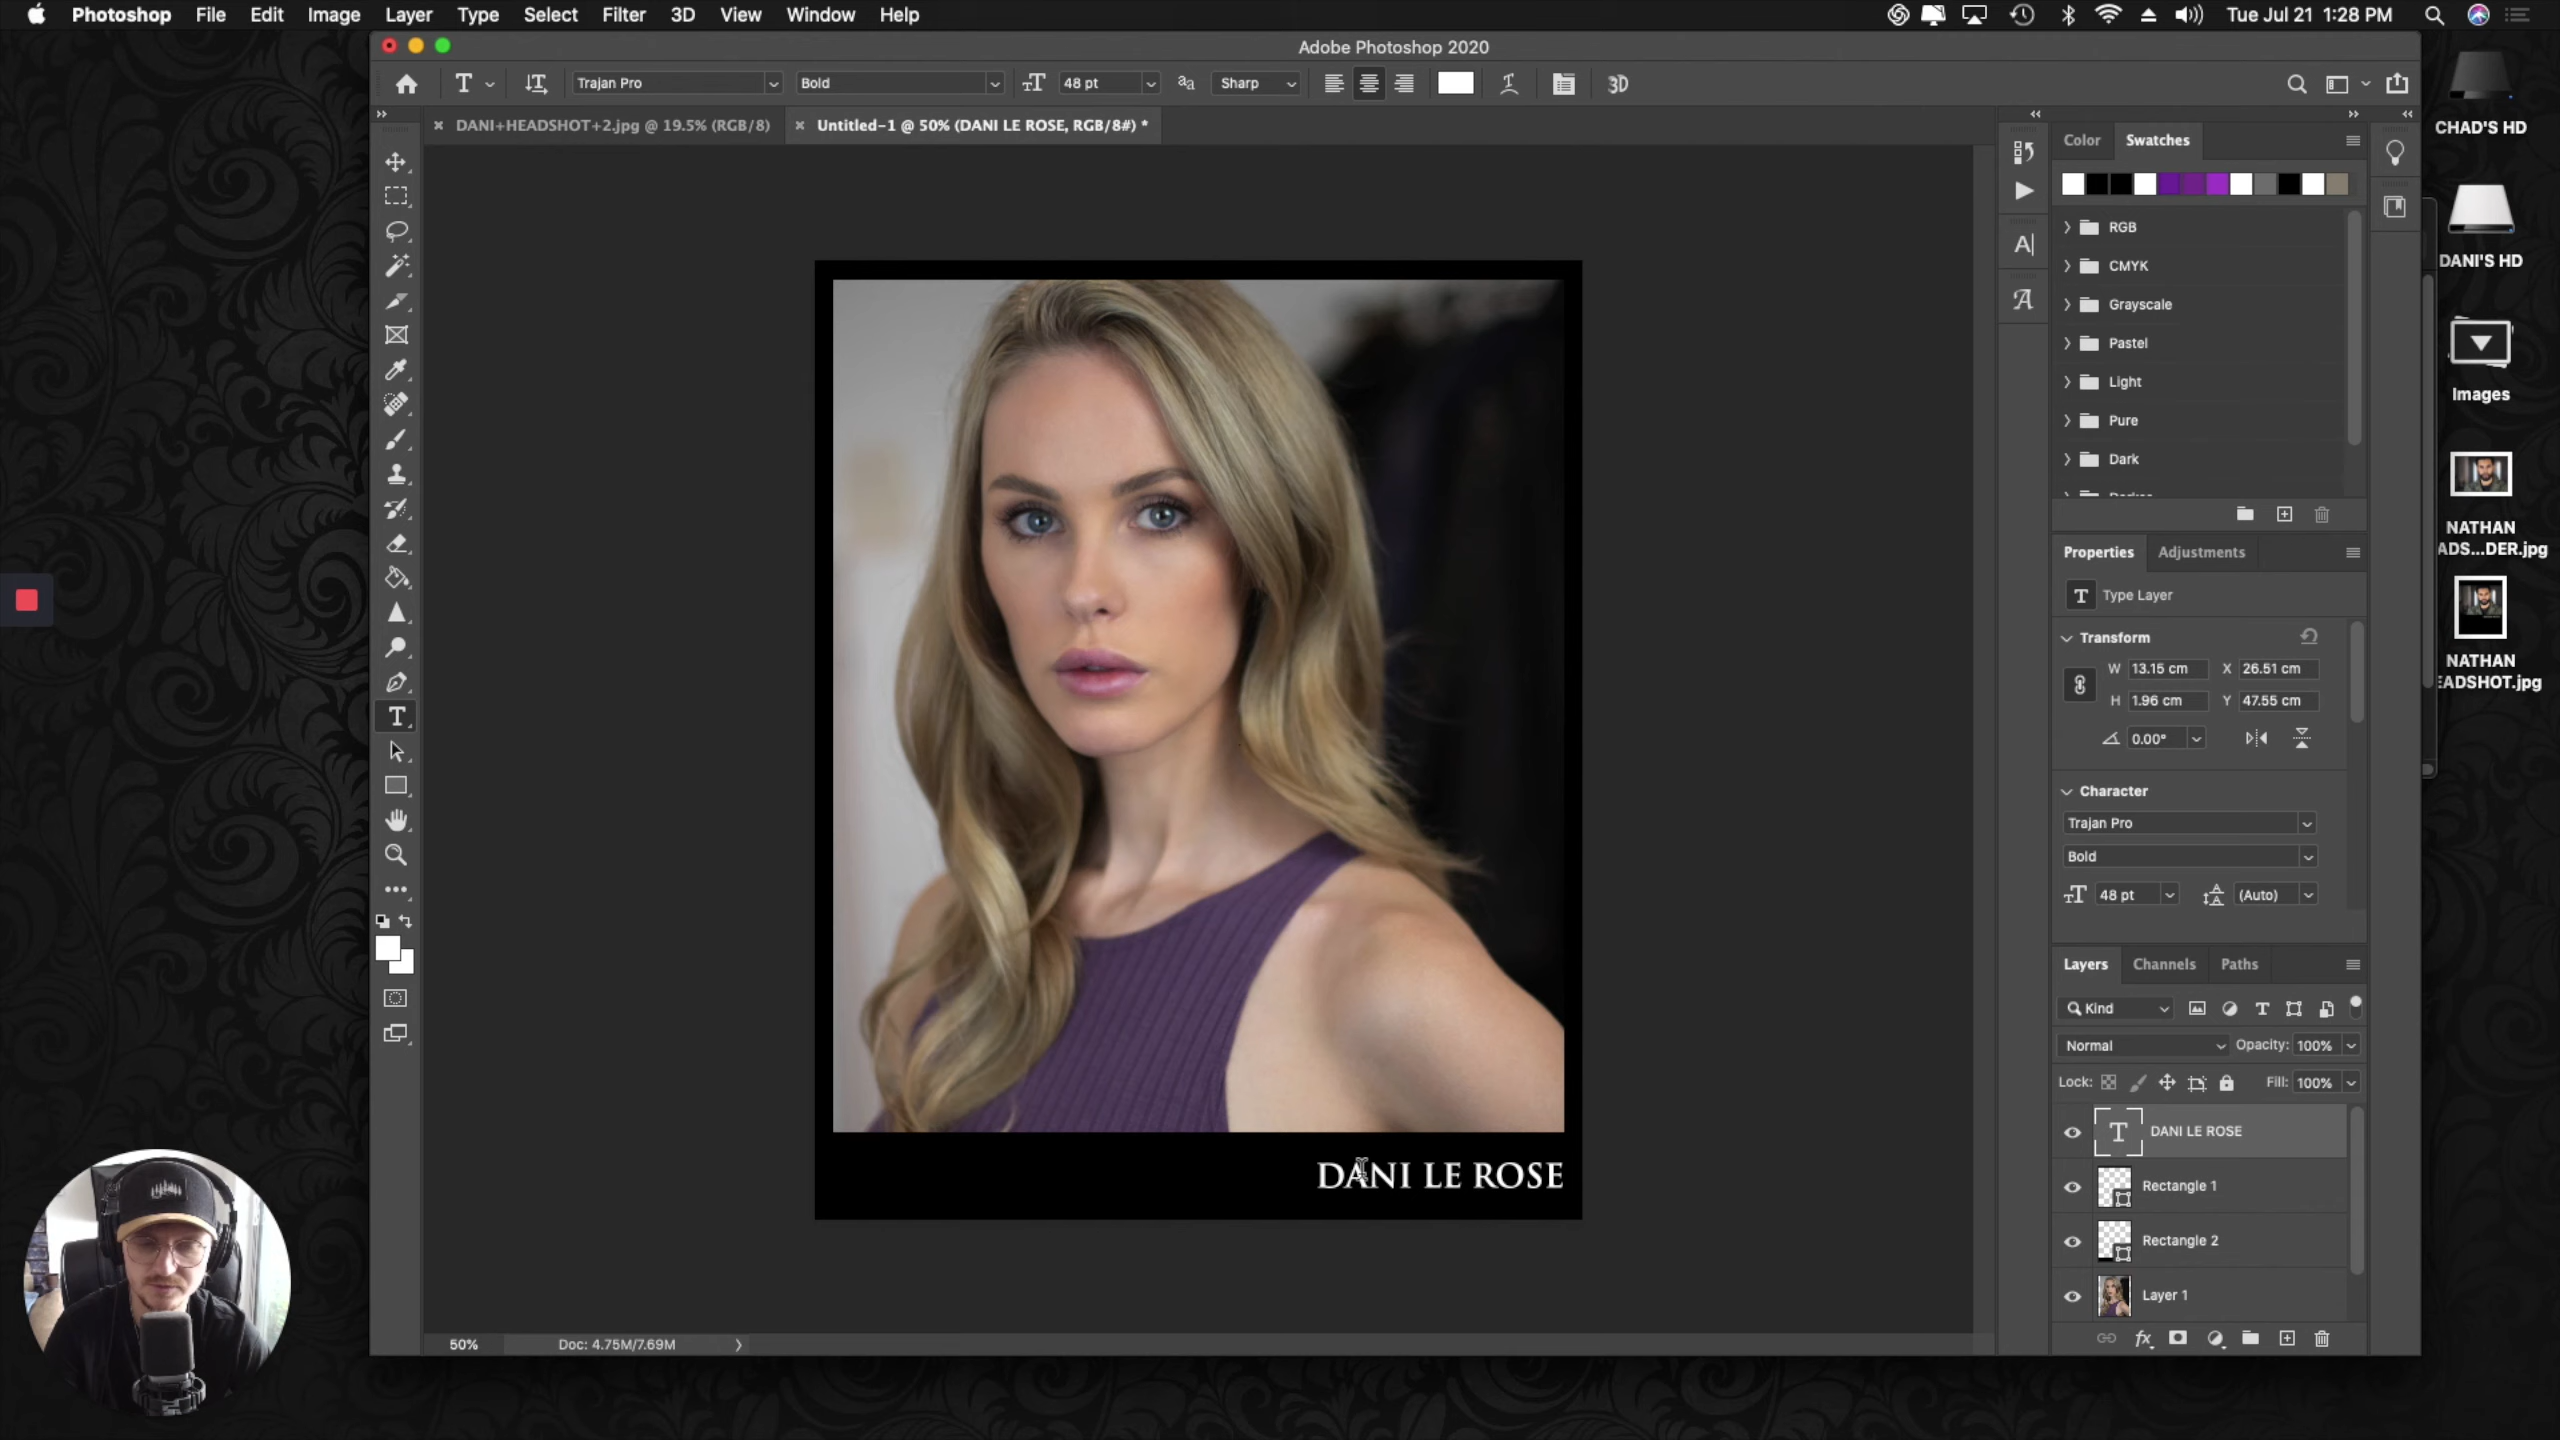 Photoshop File Edit Image Layer Type Select Filter 3D View Window Help Tue Jul 21 1:28 PM
Adobe Photoshop 2020
Trajan Pro Bold 48 pt Sharp 3D
DANI+HEADSHOT+2.jpg @ 19.5% (RGB/8) Untitled-1 @ 50% (DANI LE ROSE, RGB/8#) *
CHAD'S HD
Color Swatches
RGB
DANI'S HD
CMYK
Grayscale
Pastel
Light
Images
Pure
Dark
NATHAN
ADS...DER.jpg
Properties Adjustments
Type Layer
Transform
W 13.15 cm X 26.51 cm
NATHAN
EADSHOT.jpg
H 1.96 cm Y 47.55 cm
0.00°
Character
Trajan Pro
Bold
48 pt (Auto)
Layers Channels Paths
Kind
Normal Opacity: 100%
Lock: Fill: 100%
DANI LE ROSE
DANI LE ROSE
Rectangle 1
Rectangle 2
Layer 1
50% Doc: 4.75M/7.69M